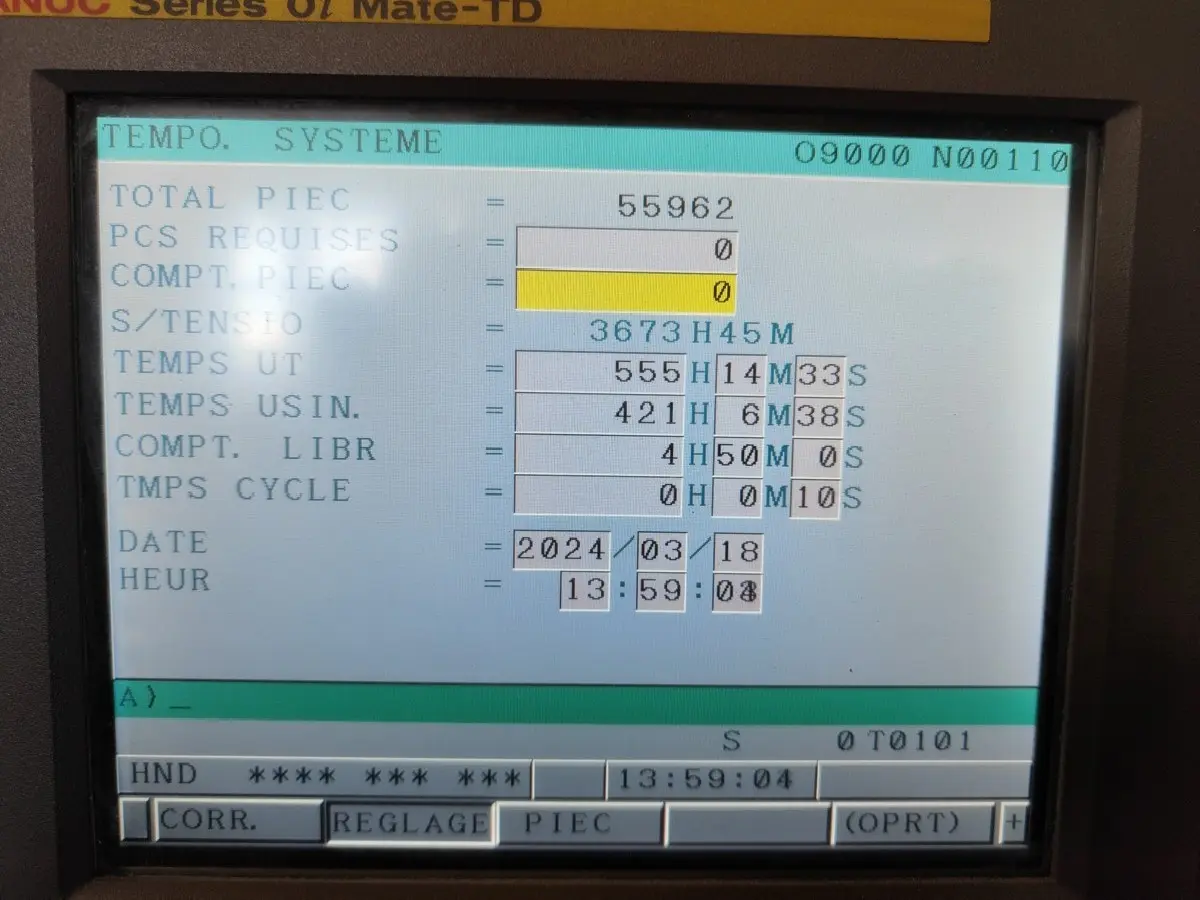 ANUC Series 0i Mate-TD
TEMPO. SYSTEME O9000 N00110
TOTAL PIEC = 55962
PCS REQUISES = 0
COMPT. PIEC = 0
S/TENSIO = 3673H45M
TEMPS UT = 555H14M33S
TEMPS USIN. = 421H 6M38S
COMPT. LIBR = 4H50M 0S
TMPS CYCLE = 0H 0M10S
DATE = 2024/03/18
HEUR = 13:59:
A)_
S 0 T0101
HND **** *** *** 13:59:04
CORR. REGLAGE PIEC (OPRT) +